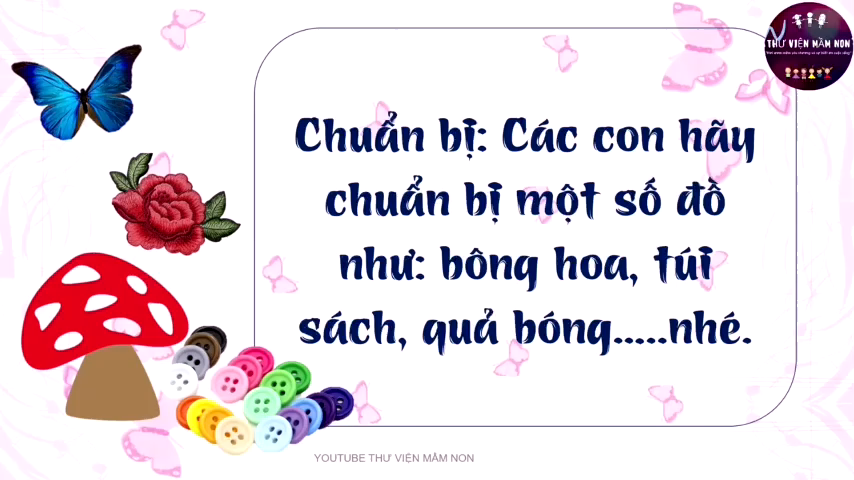 THƯ VIỆN MẦM NON
Chuẩn bị: Các con hãy
chuẩn bị một số đồ
như: bông hoa, túi
sách, quả bóng.....nhé.
YOUTUBE THƯ VIỆN MẦM NON